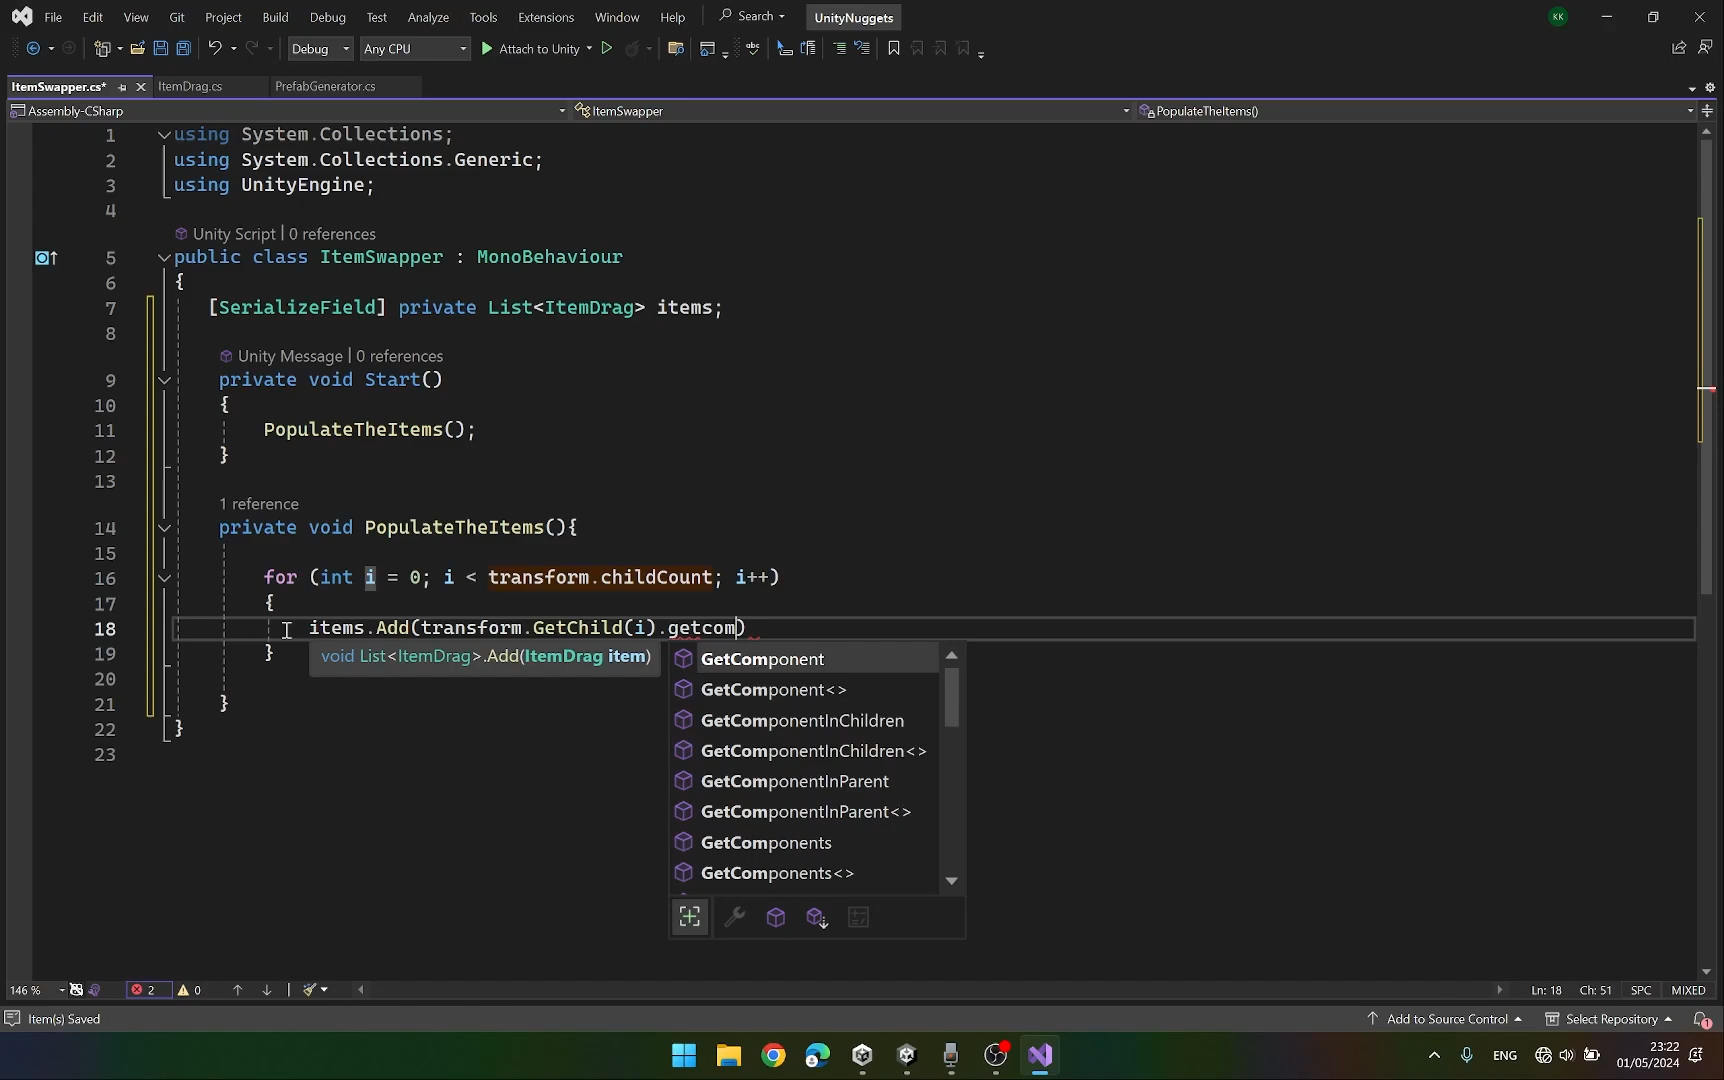 File Edit View Git Project Build Debug Test Analyze Tools Extensions Window Help Search UnityNuggets KK
Debug Any CPU Attach to Unity abc
ItemSwapper.cs* ItemDrag.cs PrefabGenerator.cs
Assembly-CSharp ItemSwapper PopulateTheItems()
1 using System.Collections;
2 using System.Collections.Generic;
3 using UnityEngine;
4
Unity Script | 0 references
5 public class ItemSwapper : MonoBehaviour
6 {
7 [SerializeField] private List<ItemDrag> items;
8
Unity Message | 0 references
9 private void Start()
10 {
11 PopulateTheItems();
12 }
13
1 reference
14 private void PopulateTheItems(){
15
16 for (int i = 0; i < transform.childCount; i++)
17 {
18 items.Add(transform.GetChild(i).getcom)
19 }
void List<ItemDrag>.Add(ItemDrag item)
GetComponent
20
GetComponent<>
21 }
GetComponentInChildren
22 }
23
GetComponentInChildren<>
GetComponentInParent
GetComponentInParent<>
GetComponents
GetComponents<>
146 % 2 0 Ln: 18 Ch: 51 SPC MIXED
Item(s) Saved Add to Source Control Select Repository 1
ENG 23:22
01/05/2024